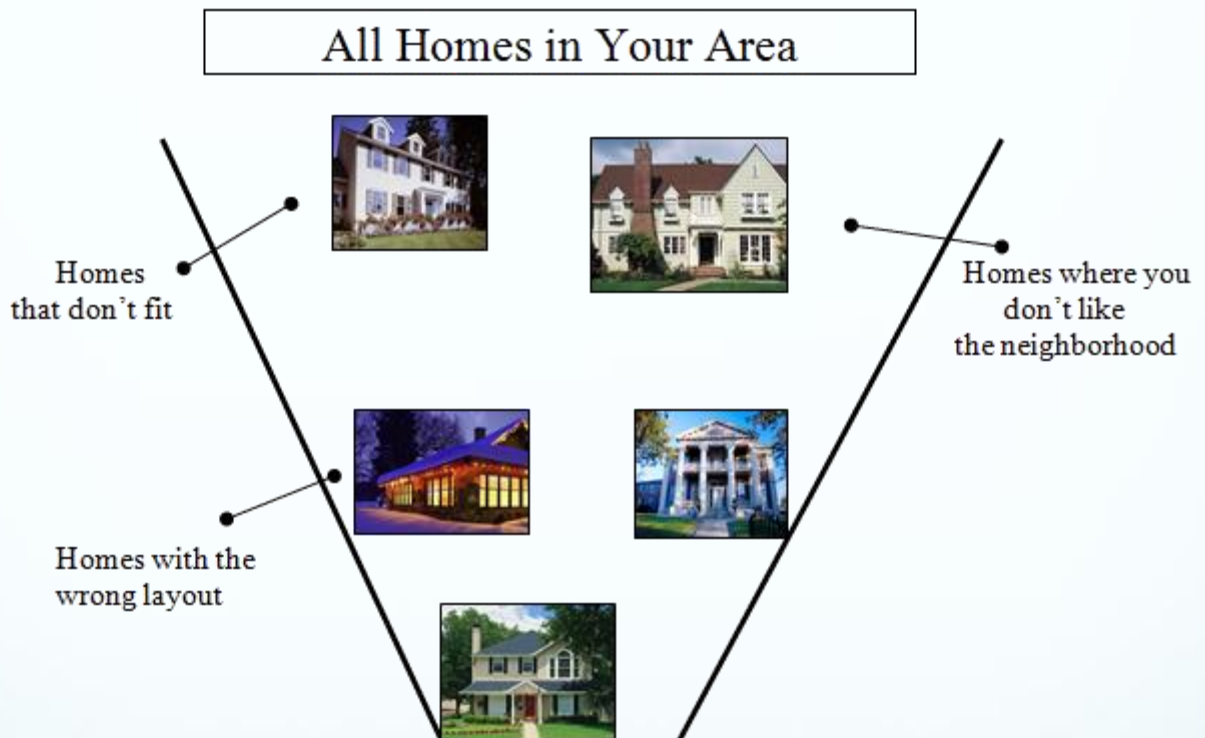 All Homes in Your Area
Homes
that don’t fit
Homes where you
don’t like
the neighborhood
Homes with the
wrong layout